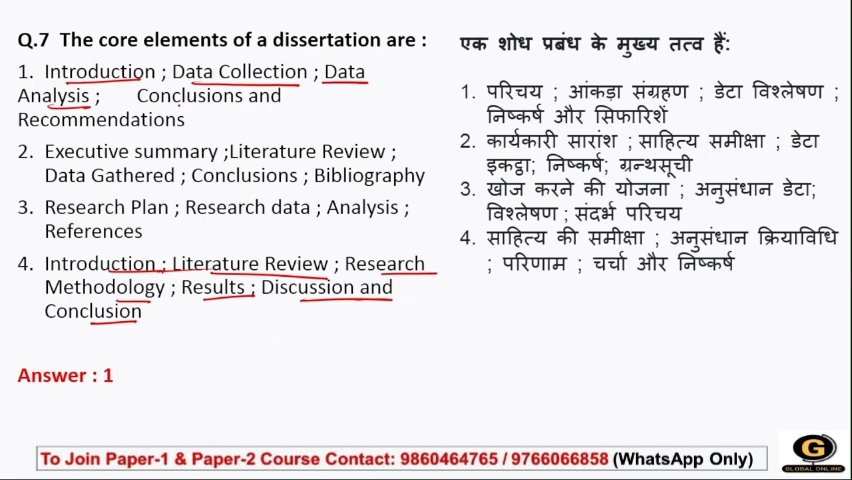 Q.7 The core elements of a dissertation are :
1. Introduction ; Data Collection ; Data
Analysis ; Conclusions and
Recommendations
2. Executive summary ;Literature Review ;
Data Gathered ; Conclusions ; Bibliography
3. Research Plan ; Research data ; Analysis ;
References
4. Introduction ; Literature Review ; Research
Methodology ; Results ; Discussion and
Conclusion
Answer : 1
एक शोध प्रबंध के मुख्य तत्व हैं:
1. परिचय ; आंकड़ा संग्रहण ; डेटा विश्लेषण ;
निष्कर्ष और सिफारिशें
2. कार्यकारी सारांश ; साहित्य समीक्षा ; डेटा
इकट्ठा; निष्कर्ष; ग्रन्थसूची
3. खोज करने की योजना ; अनुसंधान डेटा;
विश्लेषण ; संदर्भ परिचय
4. साहित्य की समीक्षा ; अनुसंधान क्रियाविधि
; परिणाम ; चर्चा और निष्कर्ष
To Join Paper-1 & Paper-2 Course Contact: 9860464765 / 9766066858 (WhatsApp Only)
G
GLOBAL ONLINE